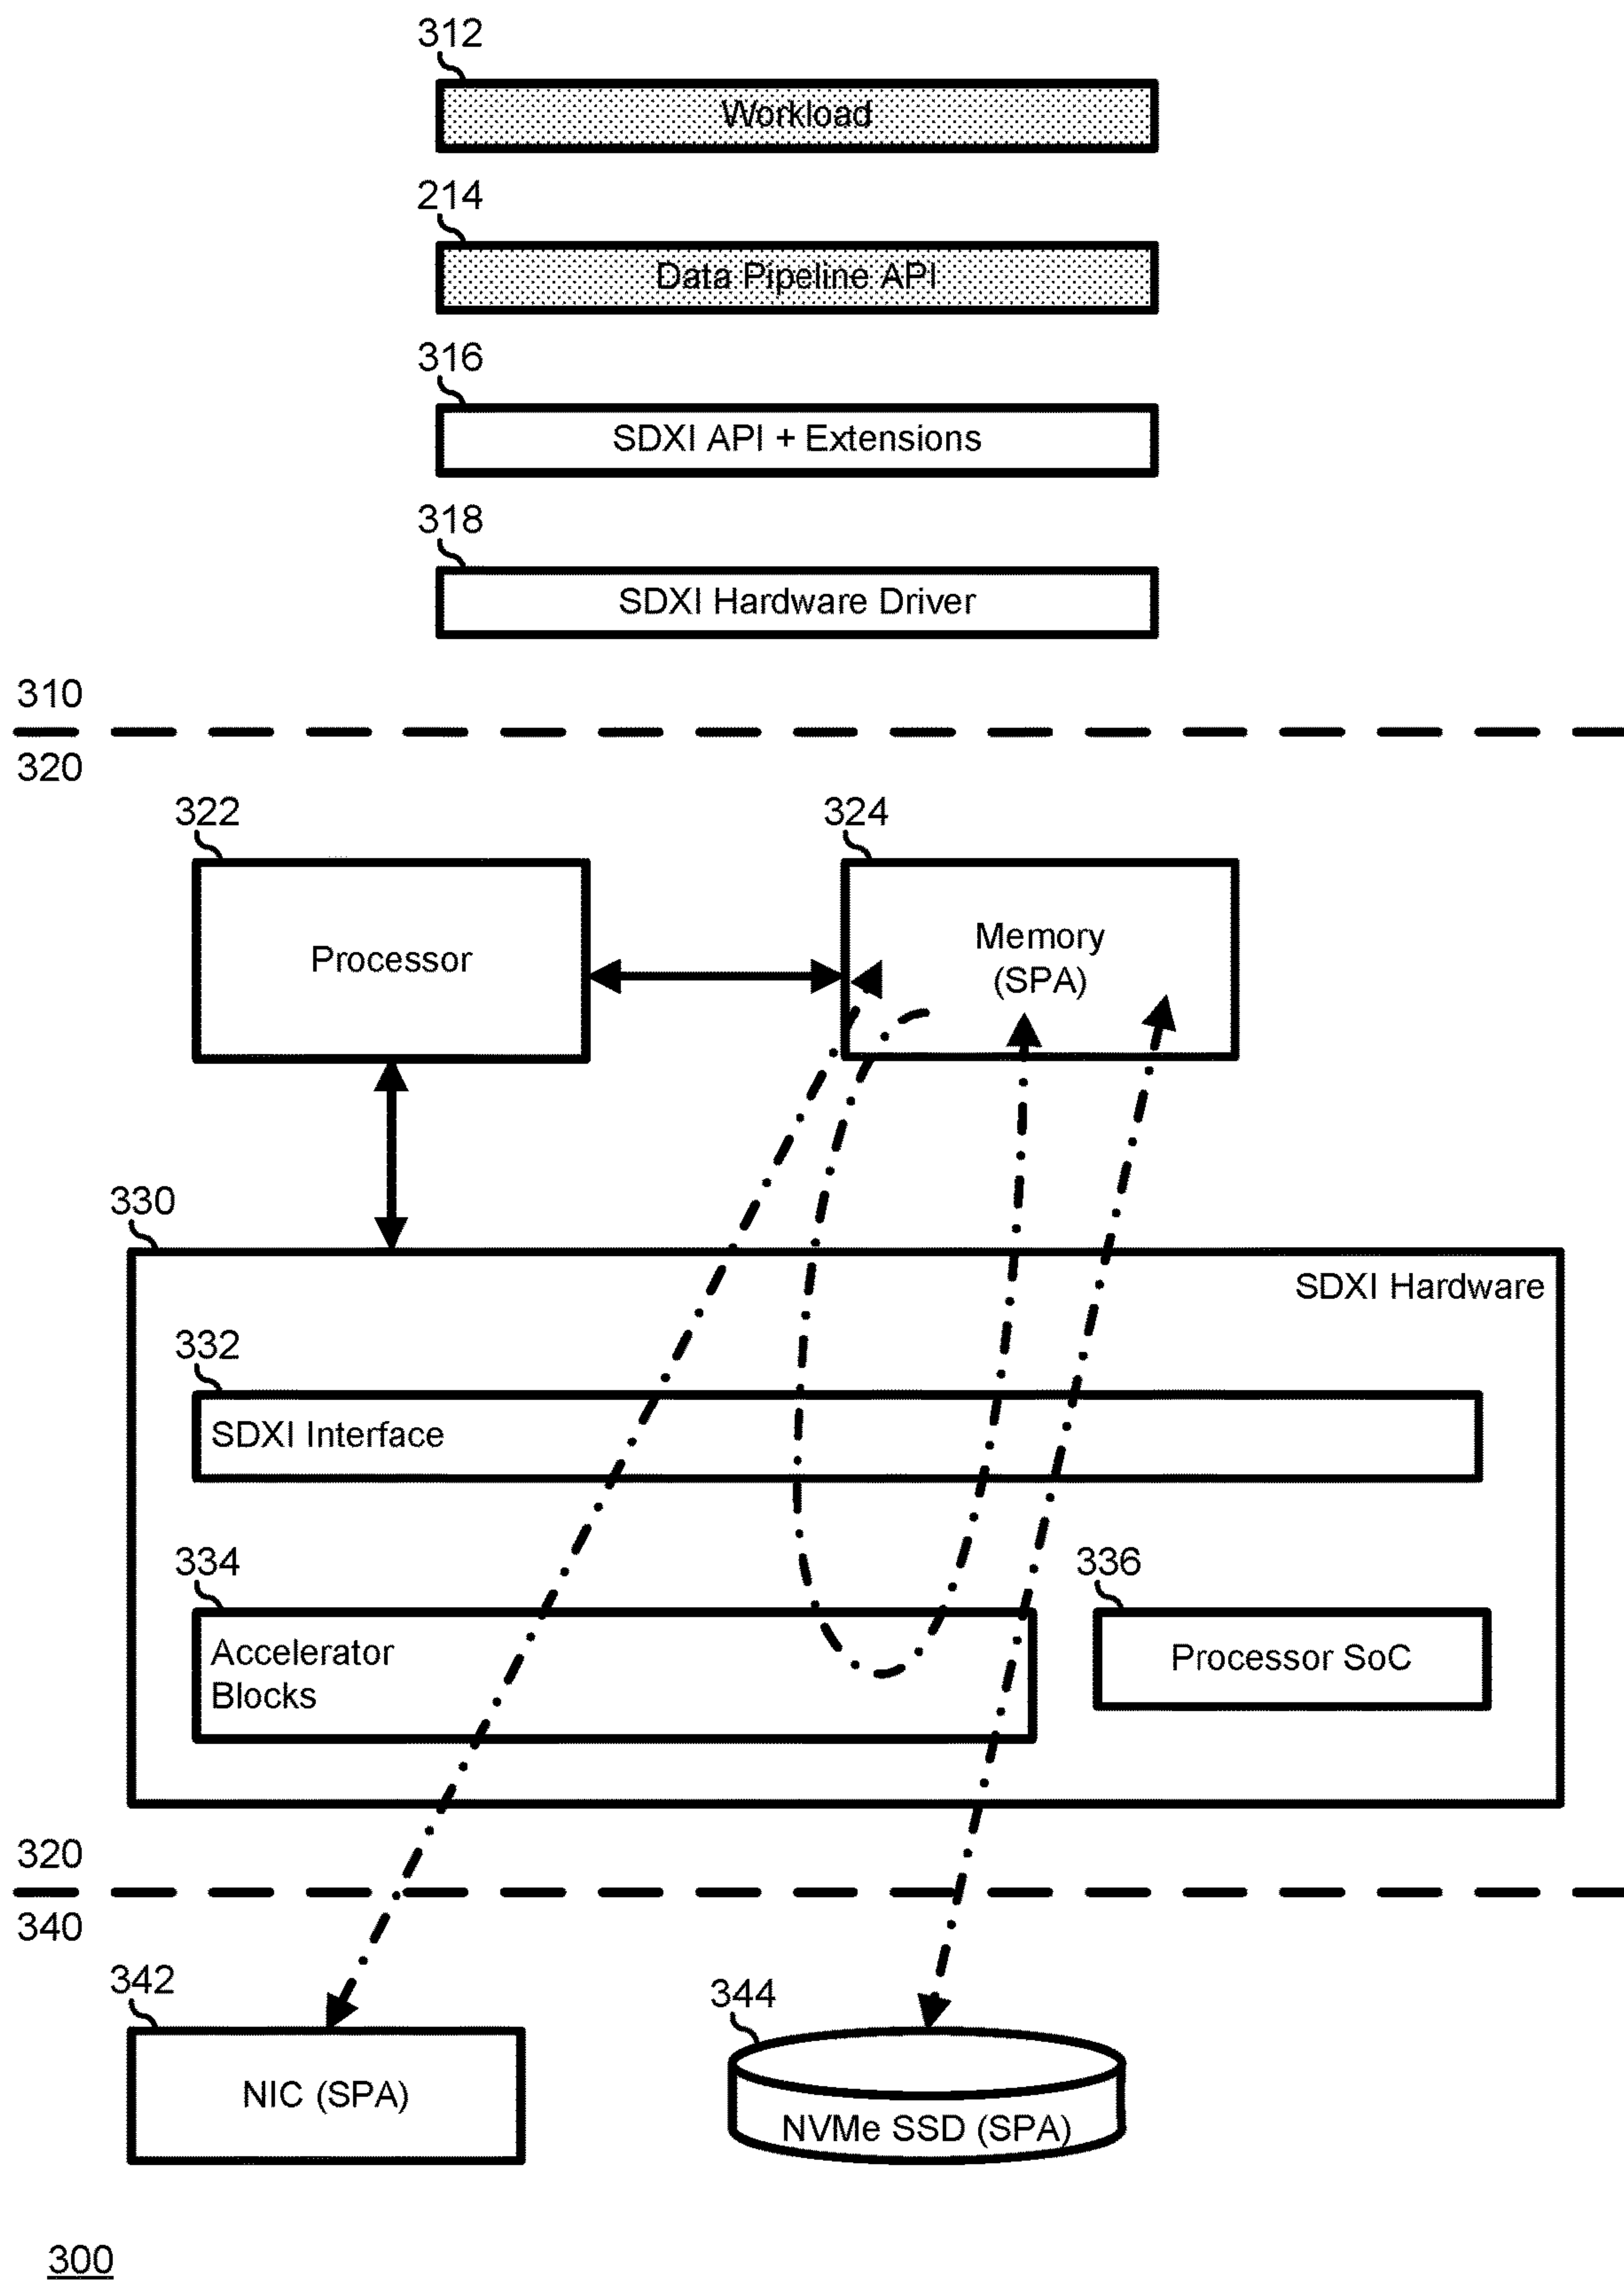 312
Workload
214
Data Pipeline API
316
SDXI API + Extensions
318
SDXI Hardware Driver
310
320
322
324
Processor
Memory
(SPA)
330
SDXI Hardware
332
SDXI Interface
334
336
Accelerator
Blocks
Processor SoC
320
340
342
344
NIC (SPA)
NVMe SSD (SPA)
300